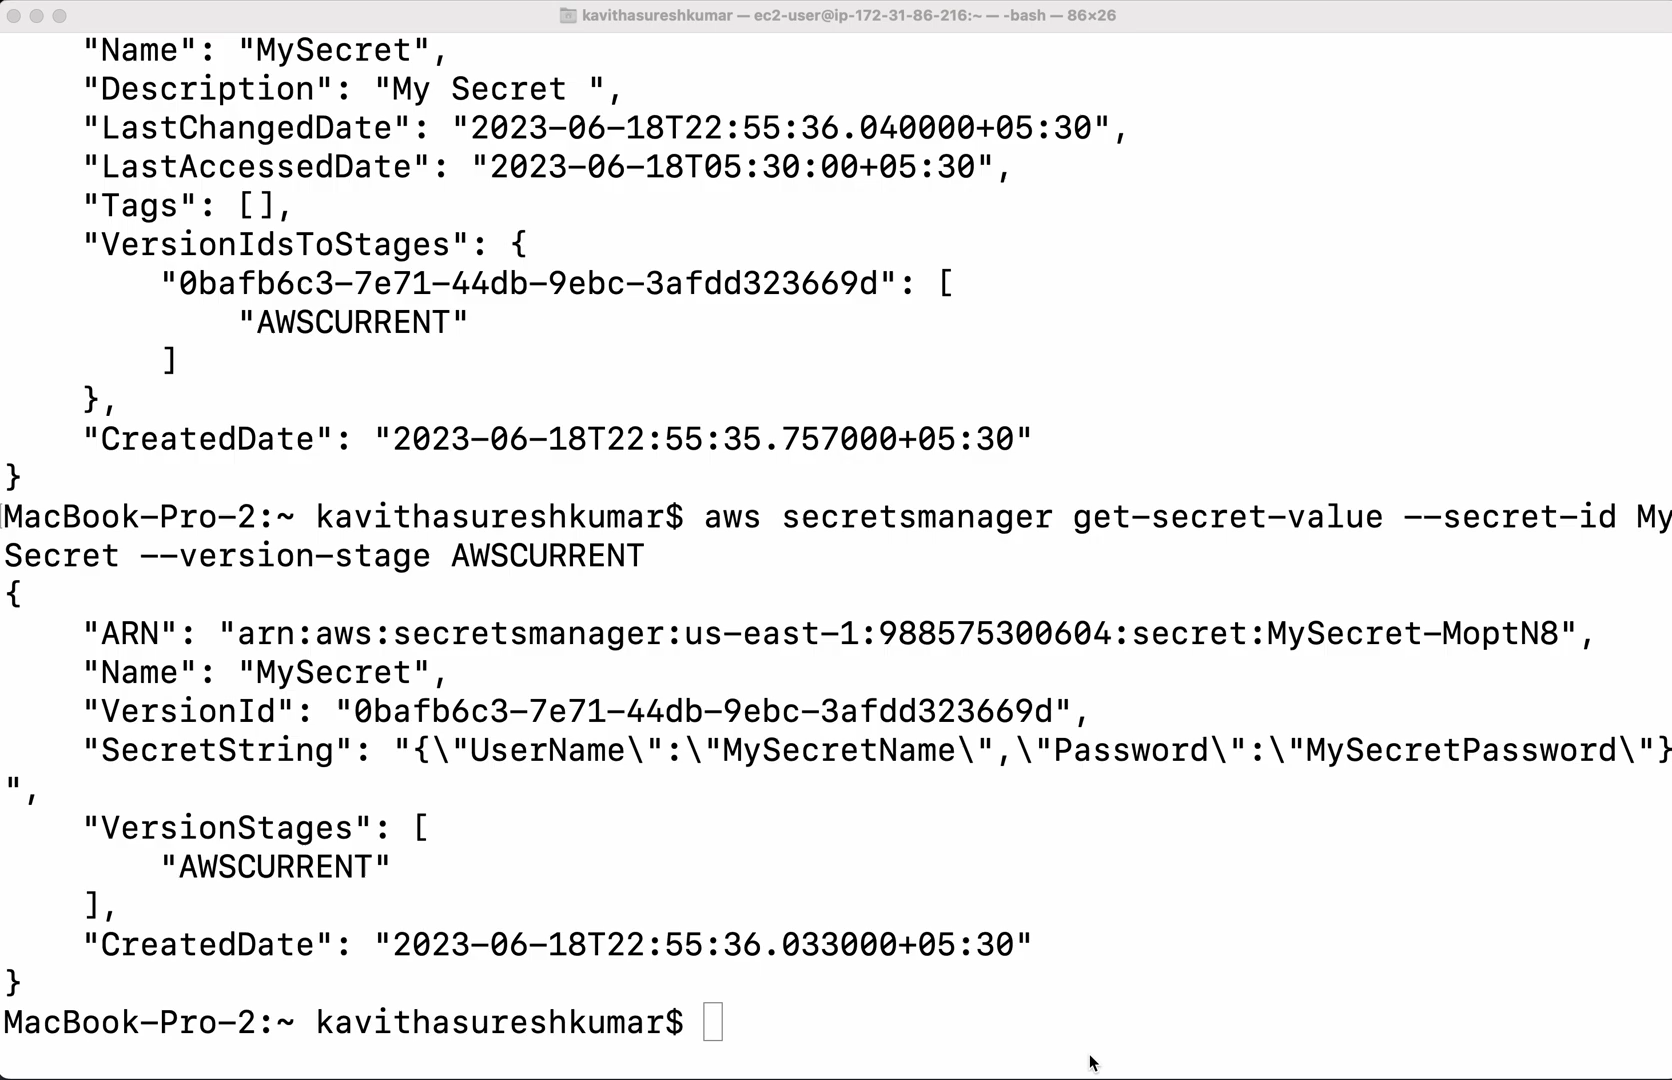 kavithasureshkumar — ec2-user@ip-172-31-86-216:~ — -bash — 86×26
    "Name": "MySecret",
    "Description": "My Secret ",
    "LastChangedDate": "2023-06-18T22:55:36.040000+05:30",
    "LastAccessedDate": "2023-06-18T05:30:00+05:30",
    "Tags": [],
    "VersionIdsToStages": {
        "0bafb6c3-7e71-44db-9ebc-3afdd323669d": [
            "AWSCURRENT"
        ]
    },
    "CreatedDate": "2023-06-18T22:55:35.757000+05:30"
}
MacBook-Pro-2:~ kavithasureshkumar$ aws secretsmanager get-secret-value --secret-id My
Secret --version-stage AWSCURRENT
{
    "ARN": "arn:aws:secretsmanager:us-east-1:988575300604:secret:MySecret-MoptN8",
    "Name": "MySecret",
    "VersionId": "0bafb6c3-7e71-44db-9ebc-3afdd323669d",
    "SecretString": "{\"UserName\":\"MySecretName\",\"Password\":\"MySecretPassword\"}
",
    "VersionStages": [
        "AWSCURRENT"
    ],
    "CreatedDate": "2023-06-18T22:55:36.033000+05:30"
}
MacBook-Pro-2:~ kavithasureshkumar$